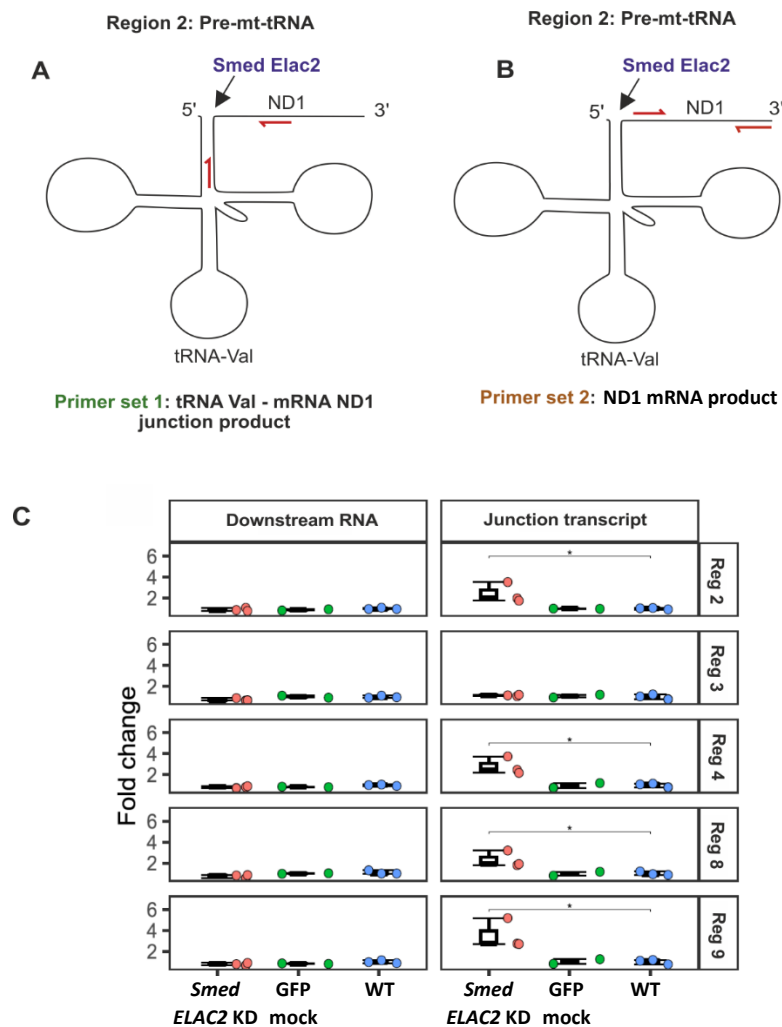 Region 2: Pre-mt-tRNA
A
Smed Elac2
5'
ND1
3'
tRNA-Val
Primer set 1: tRNA Val - mRNA ND1
junction product
Region 2: Pre-mt-tRNA
B
Smed Elac2
5'
ND1
3'
tRNA-Val
Primer set 2: ND1 mRNA product
C
Downstream RNA
Junction transcript
Fold change
6
4
2
*
Reg 2
6
4
2
Reg 3
6
4
2
*
Reg 4
6
4
2
*
Reg 8
6
4
2
*
Reg 9
Smed GFP WT
ELAC2 KD mock
Smed GFP WT
ELAC2 KD mock